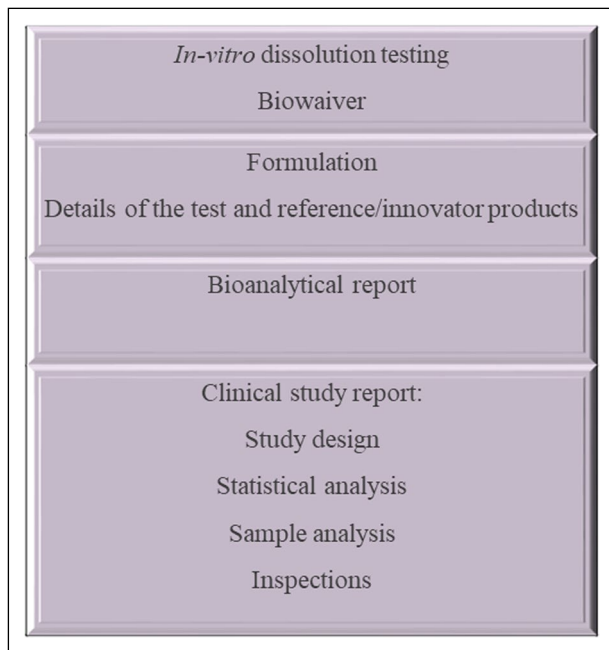 In-vitro dissolution testing
Biowaiver
Formulation
Details of the test and reference/innovator products
Bioanalytical report
Clinical study report:
Study design
Statistical analysis
Sample analysis
Inspections